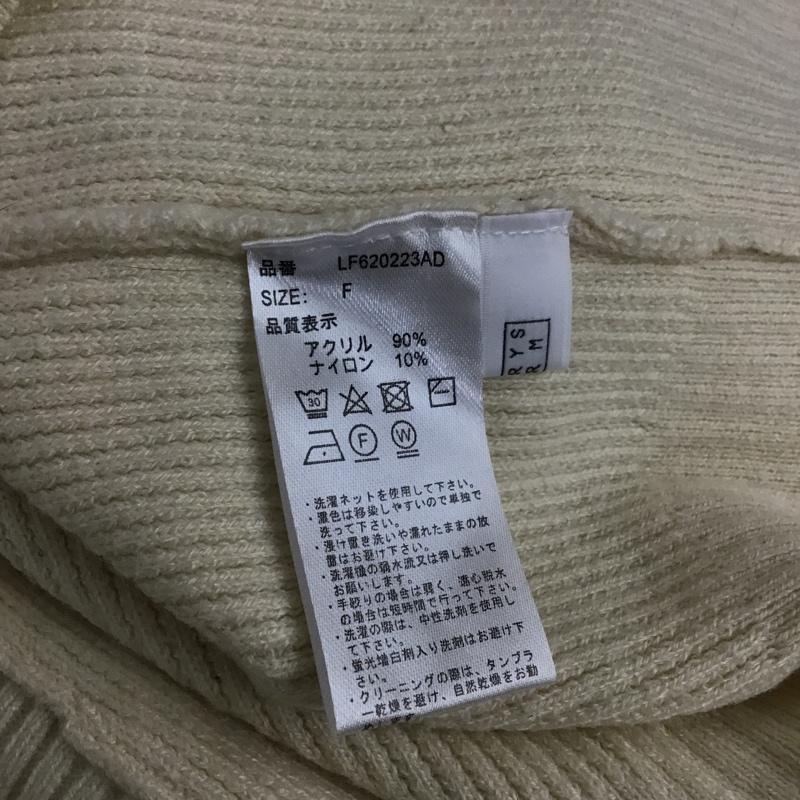 品番 LF620223AD
SIZE: F
品質表示
アクリル 90%
ナイロン 10%
30
F W
・洗濯ネットを使用して下さい。
・濃色は移染しやすいので単独で
洗って下さい。
・漬け置き洗いや濡れたままの放
置はお避け下さい。
・洗濯機の弱水流又は押し洗いで
お願いします。
・手絞りの場合は弱く、遠心脱水
の場合は短時間で行って下さい。
・洗濯の際は、中性洗剤を使用し
て下さい。
・蛍光増白剤入り洗剤はお避け下
さい。
・クリーニングの際は、タンブラ
ー乾燥を避け、自然乾燥をお勧
RYS
RM